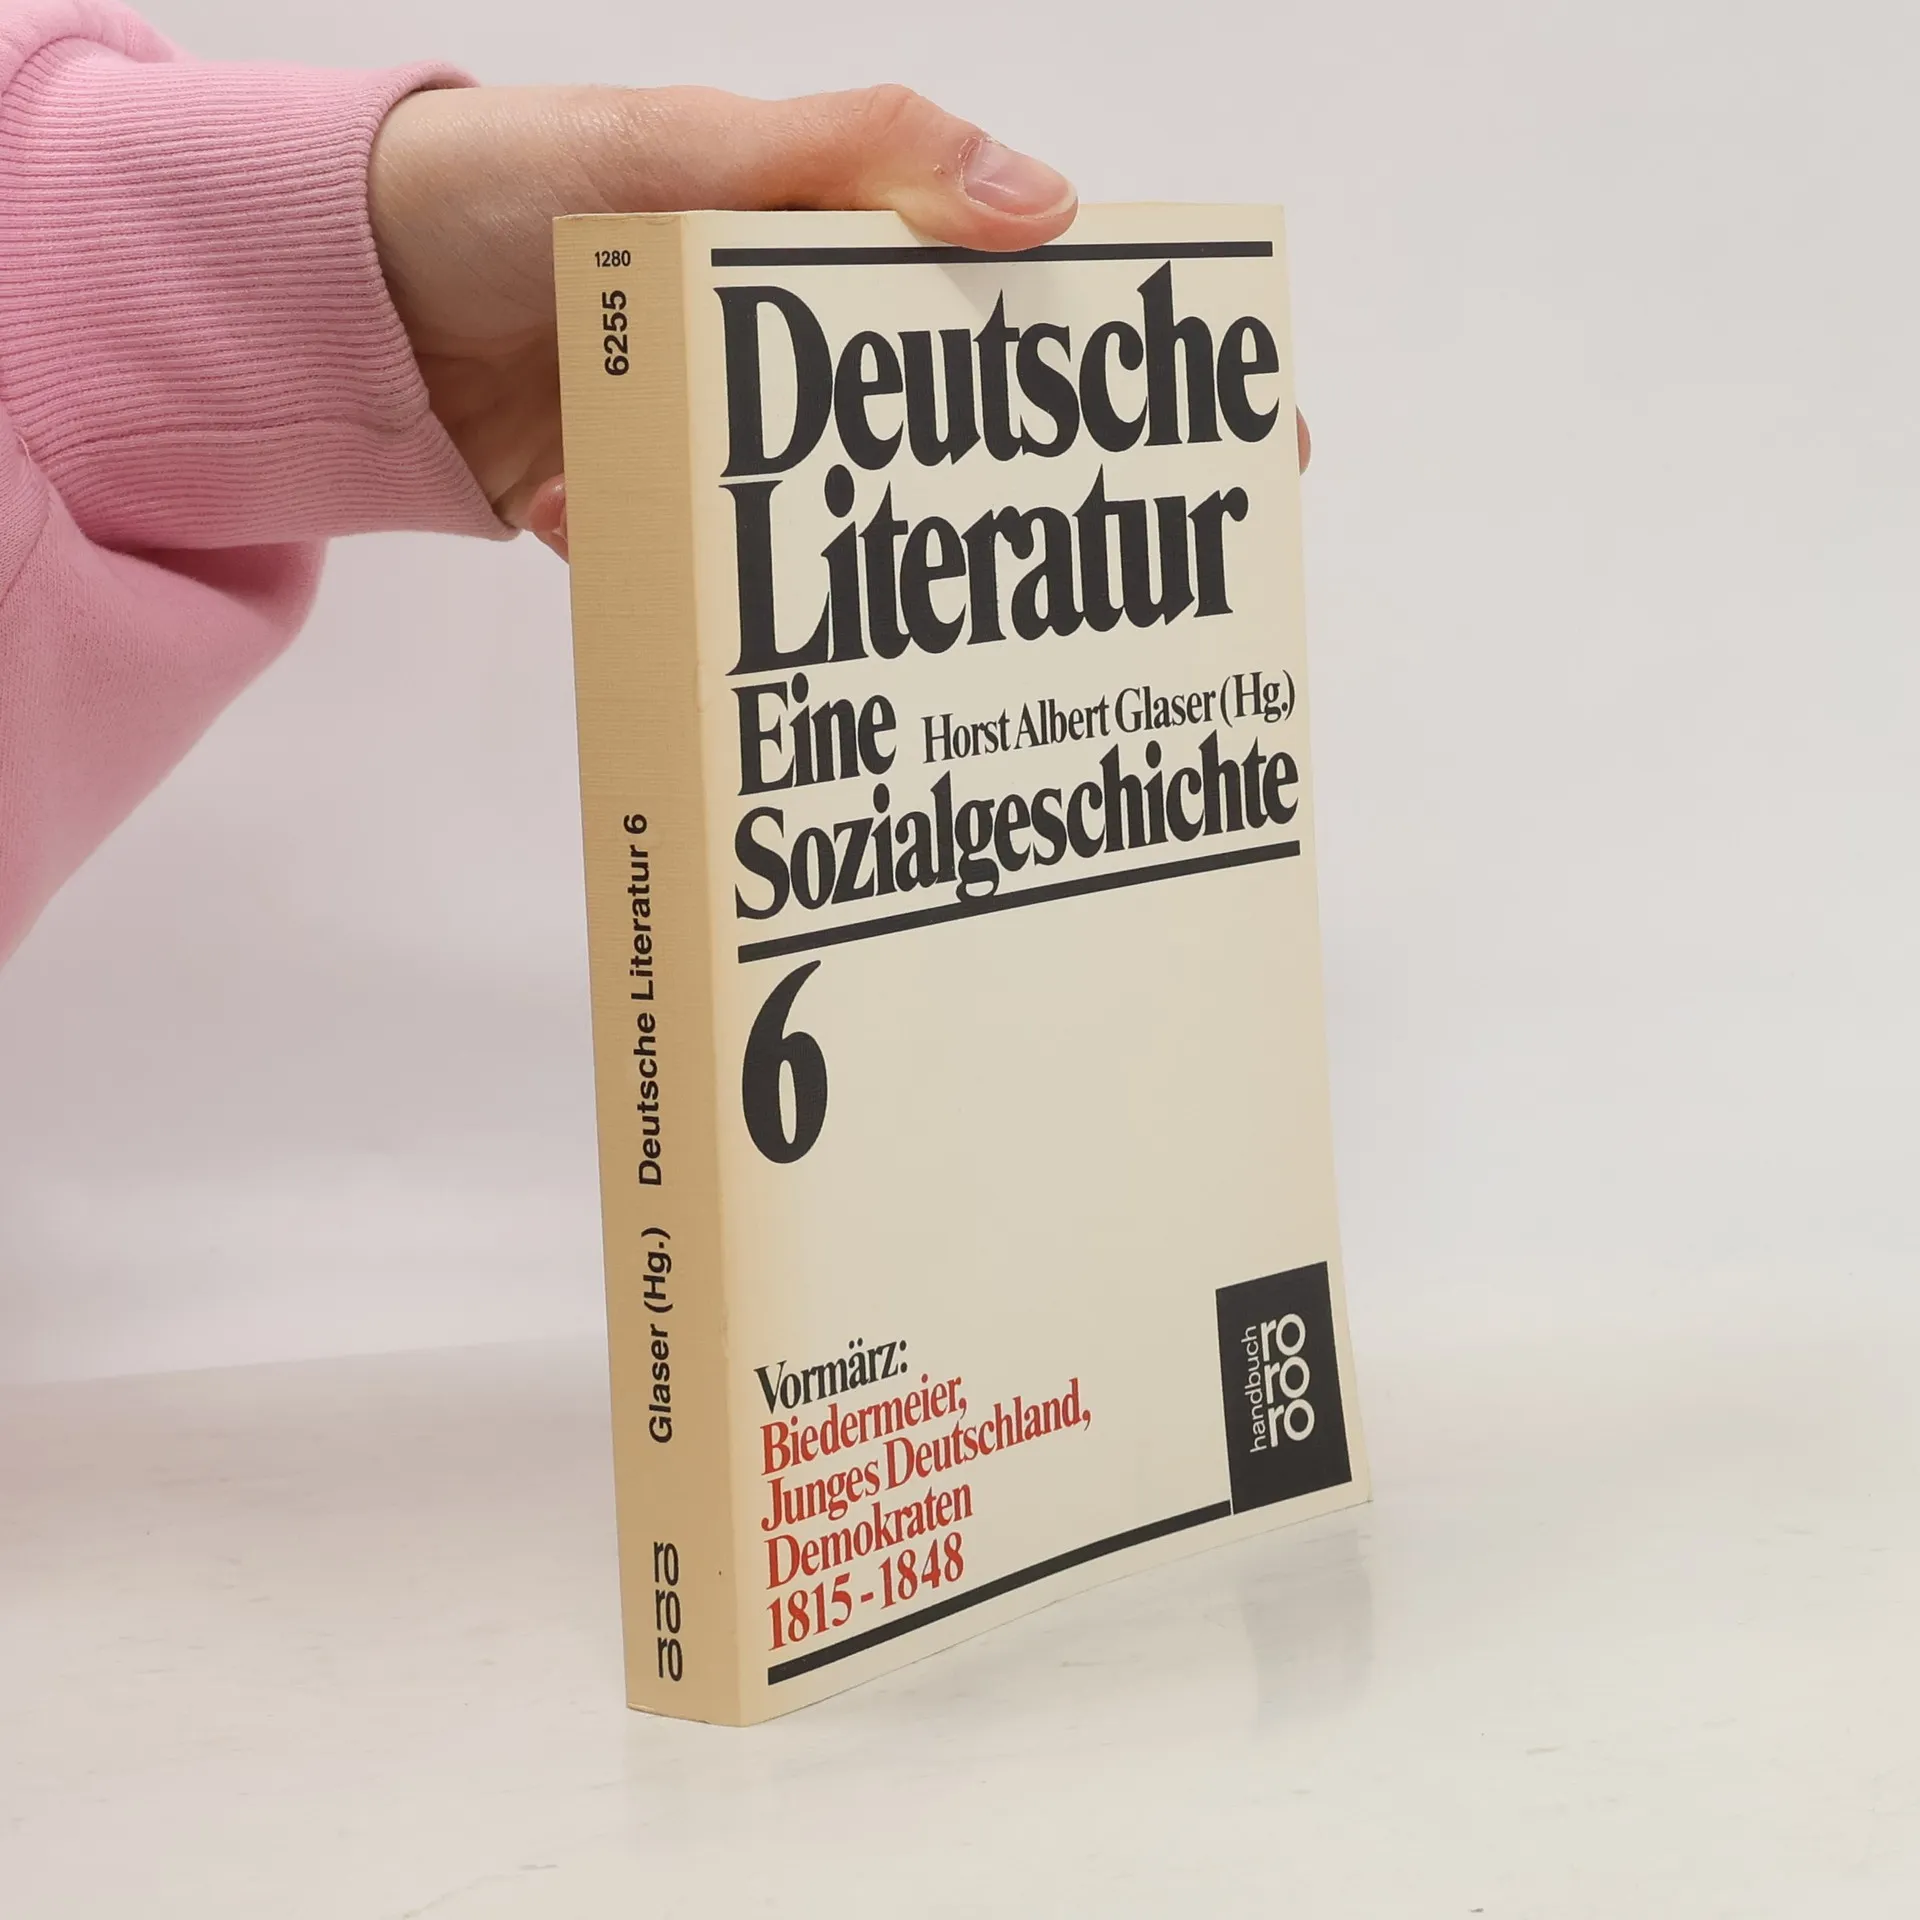 1280
6255
Glaser (Hg.) Deutsche Literatur 6
ro
ro
ro
Deutsche
Literatur
Eine Horst Albert Glaser (Hg.)
Sozialgeschichte
6
Vormärz:
Biedermeier,
Junges Deutschland,
Demokraten
1815-1848
handbuch
ro
ro
ro